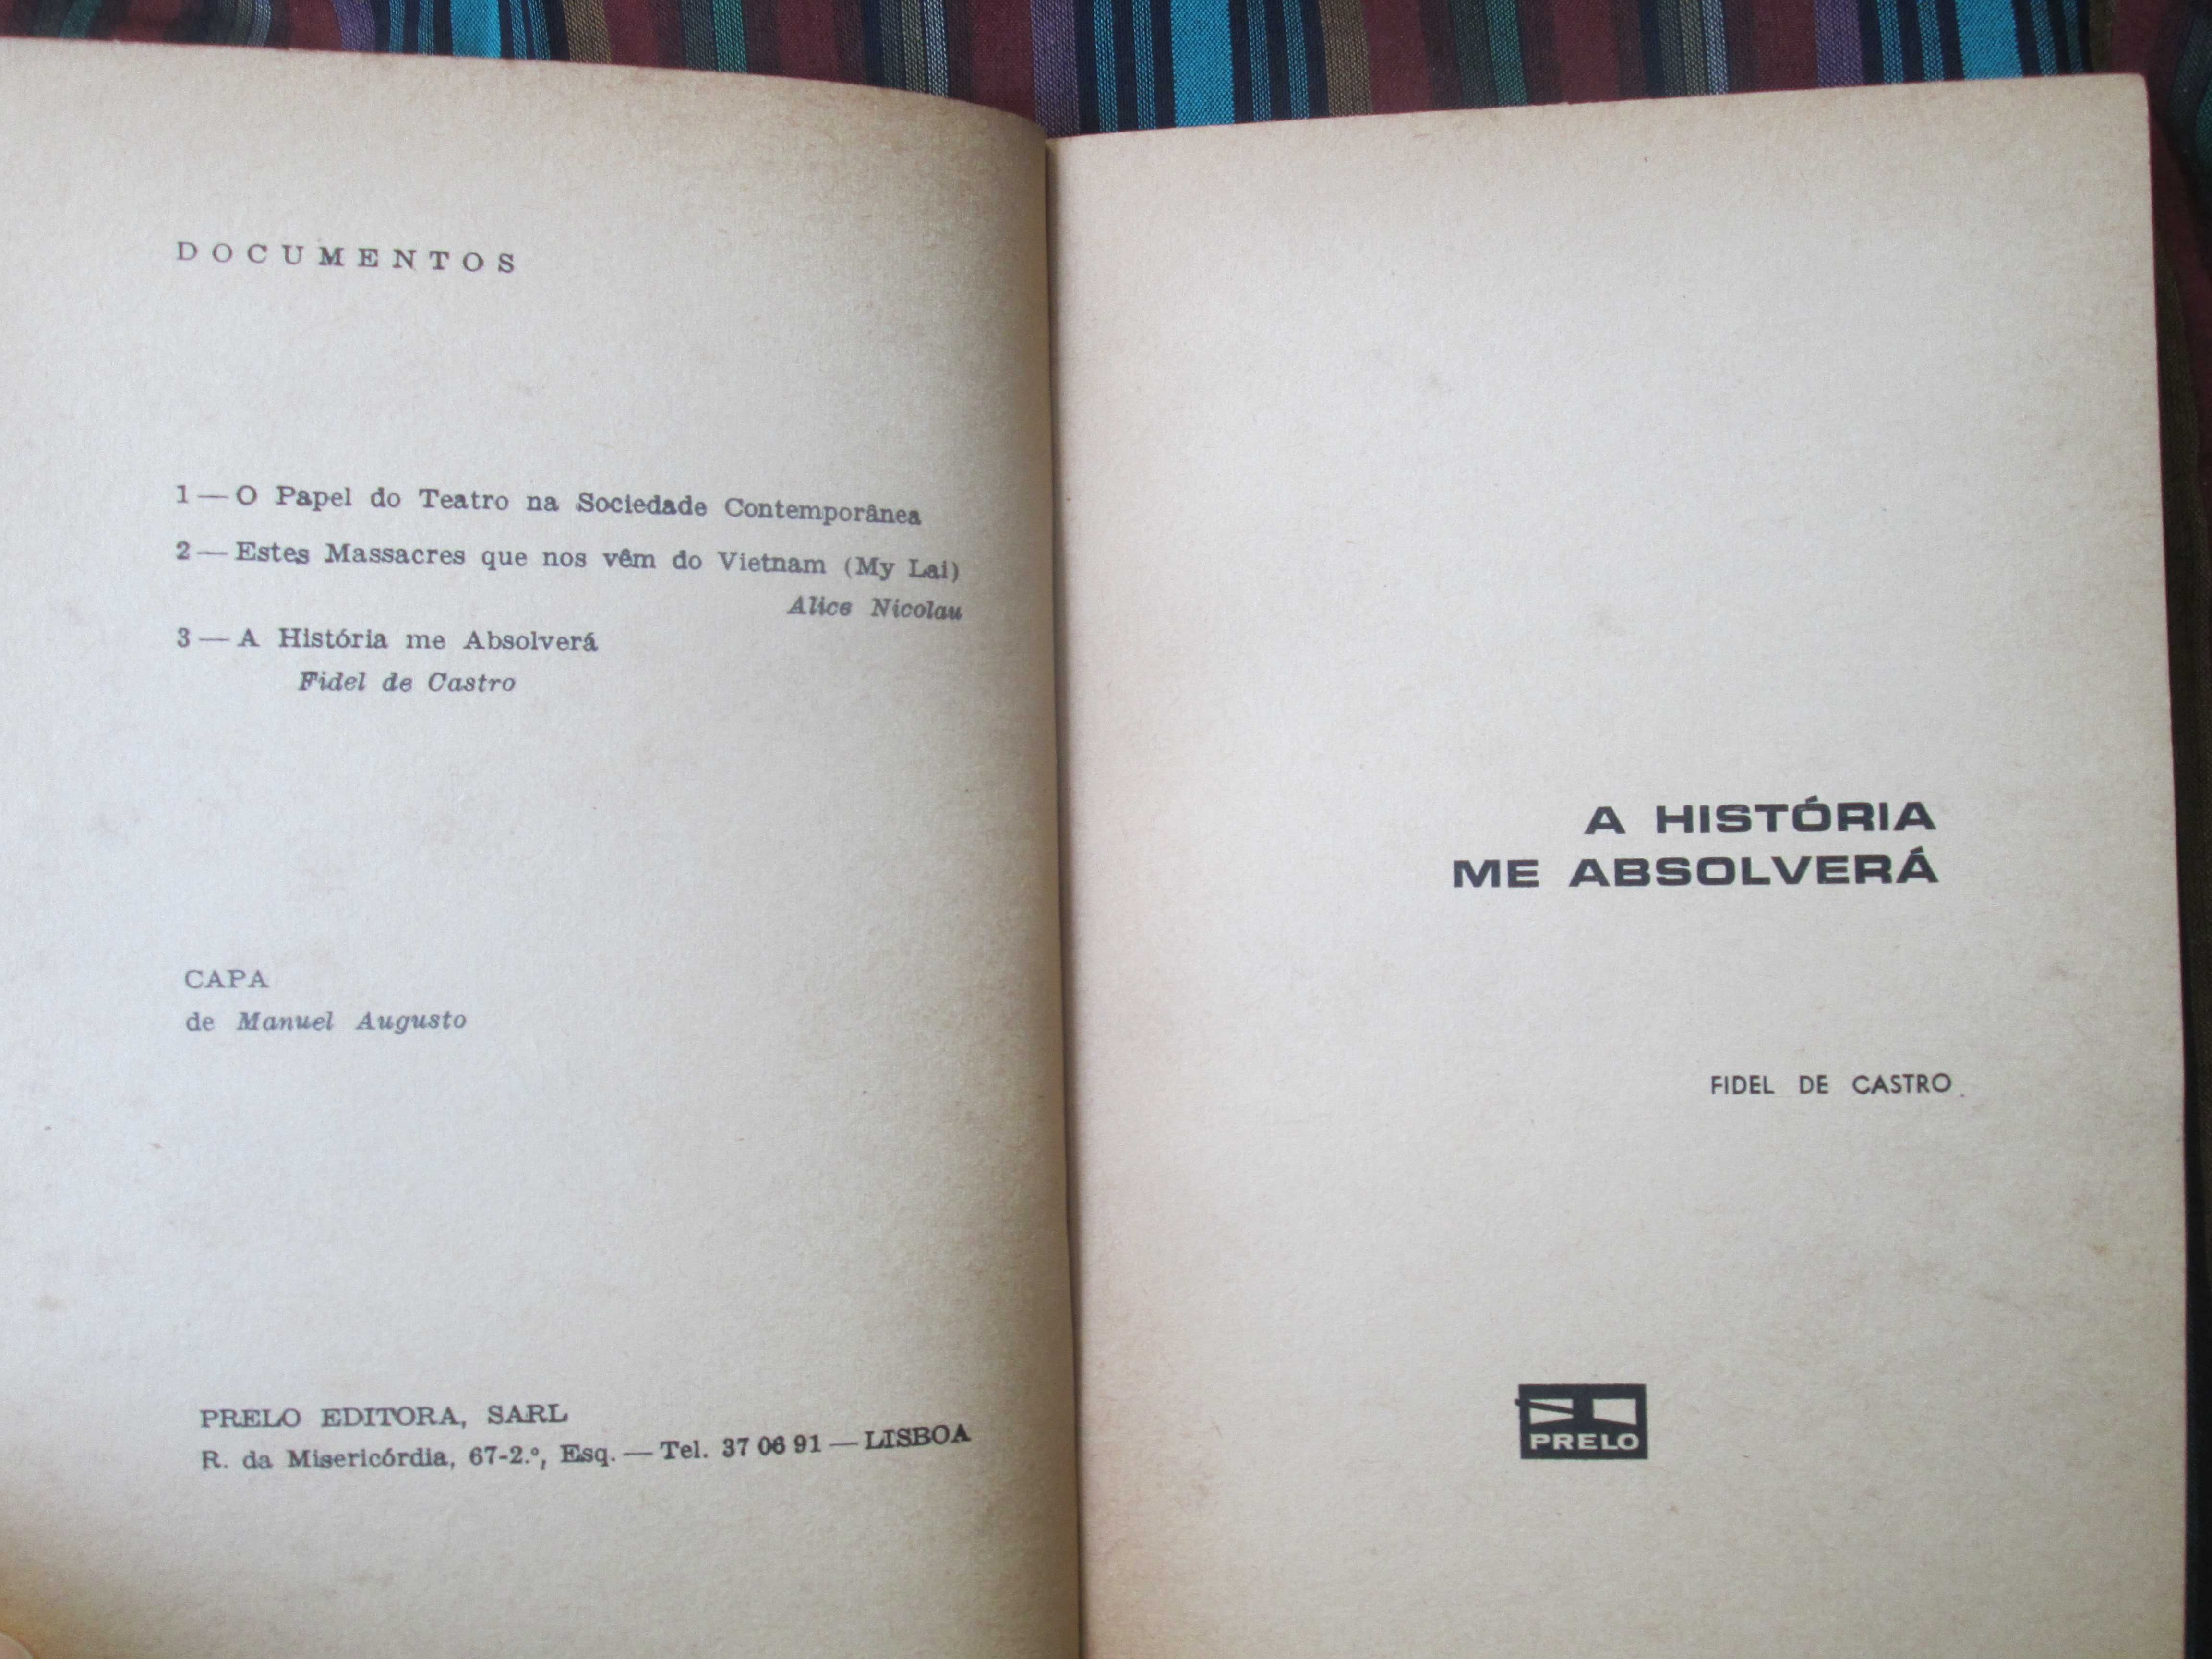 DOCUMENTOS
1 — O Papel do Teatro na Sociedade Contemporânea
2 — Estes Massacres que nos vêm do Vietnam (My Lai)
Alice Nicolau
3 — A História me Absolverá
Fidel de Castro
CAPA
de Manuel Augusto
PRELO EDITORA, SARL
R. da Misericórdia, 67-2.º, Esq. — Tel. 37 06 91 — LISBOA
A HISTÓRIA
ME ABSOLVERÁ
FIDEL DE CASTRO
PRELO